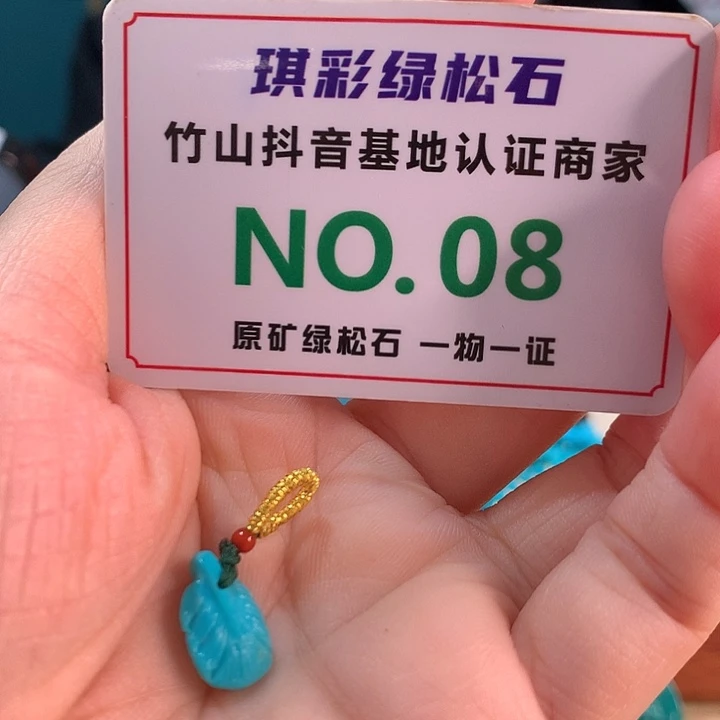 琪彩绿松石
竹山抖音基地认证商家
NO. 08
原矿绿松石 一物一证